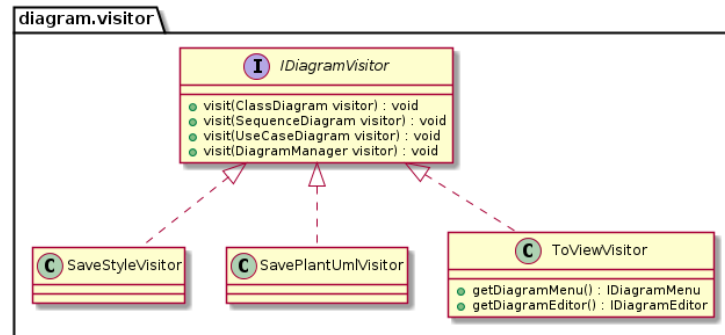 diagram.visitor
I IDiagramVisitor
visit(ClassDiagram visitor) : void
visit(SequenceDiagram visitor) : void
visit(UseCaseDiagram visitor) : void
visit(DiagramManager visitor) : void
C SaveStyleVisitor
C SavePlantUmlVisitor
C ToViewVisitor
getDiagramMenu() : IDiagramMenu
getDiagramEditor() : IDiagramEditor